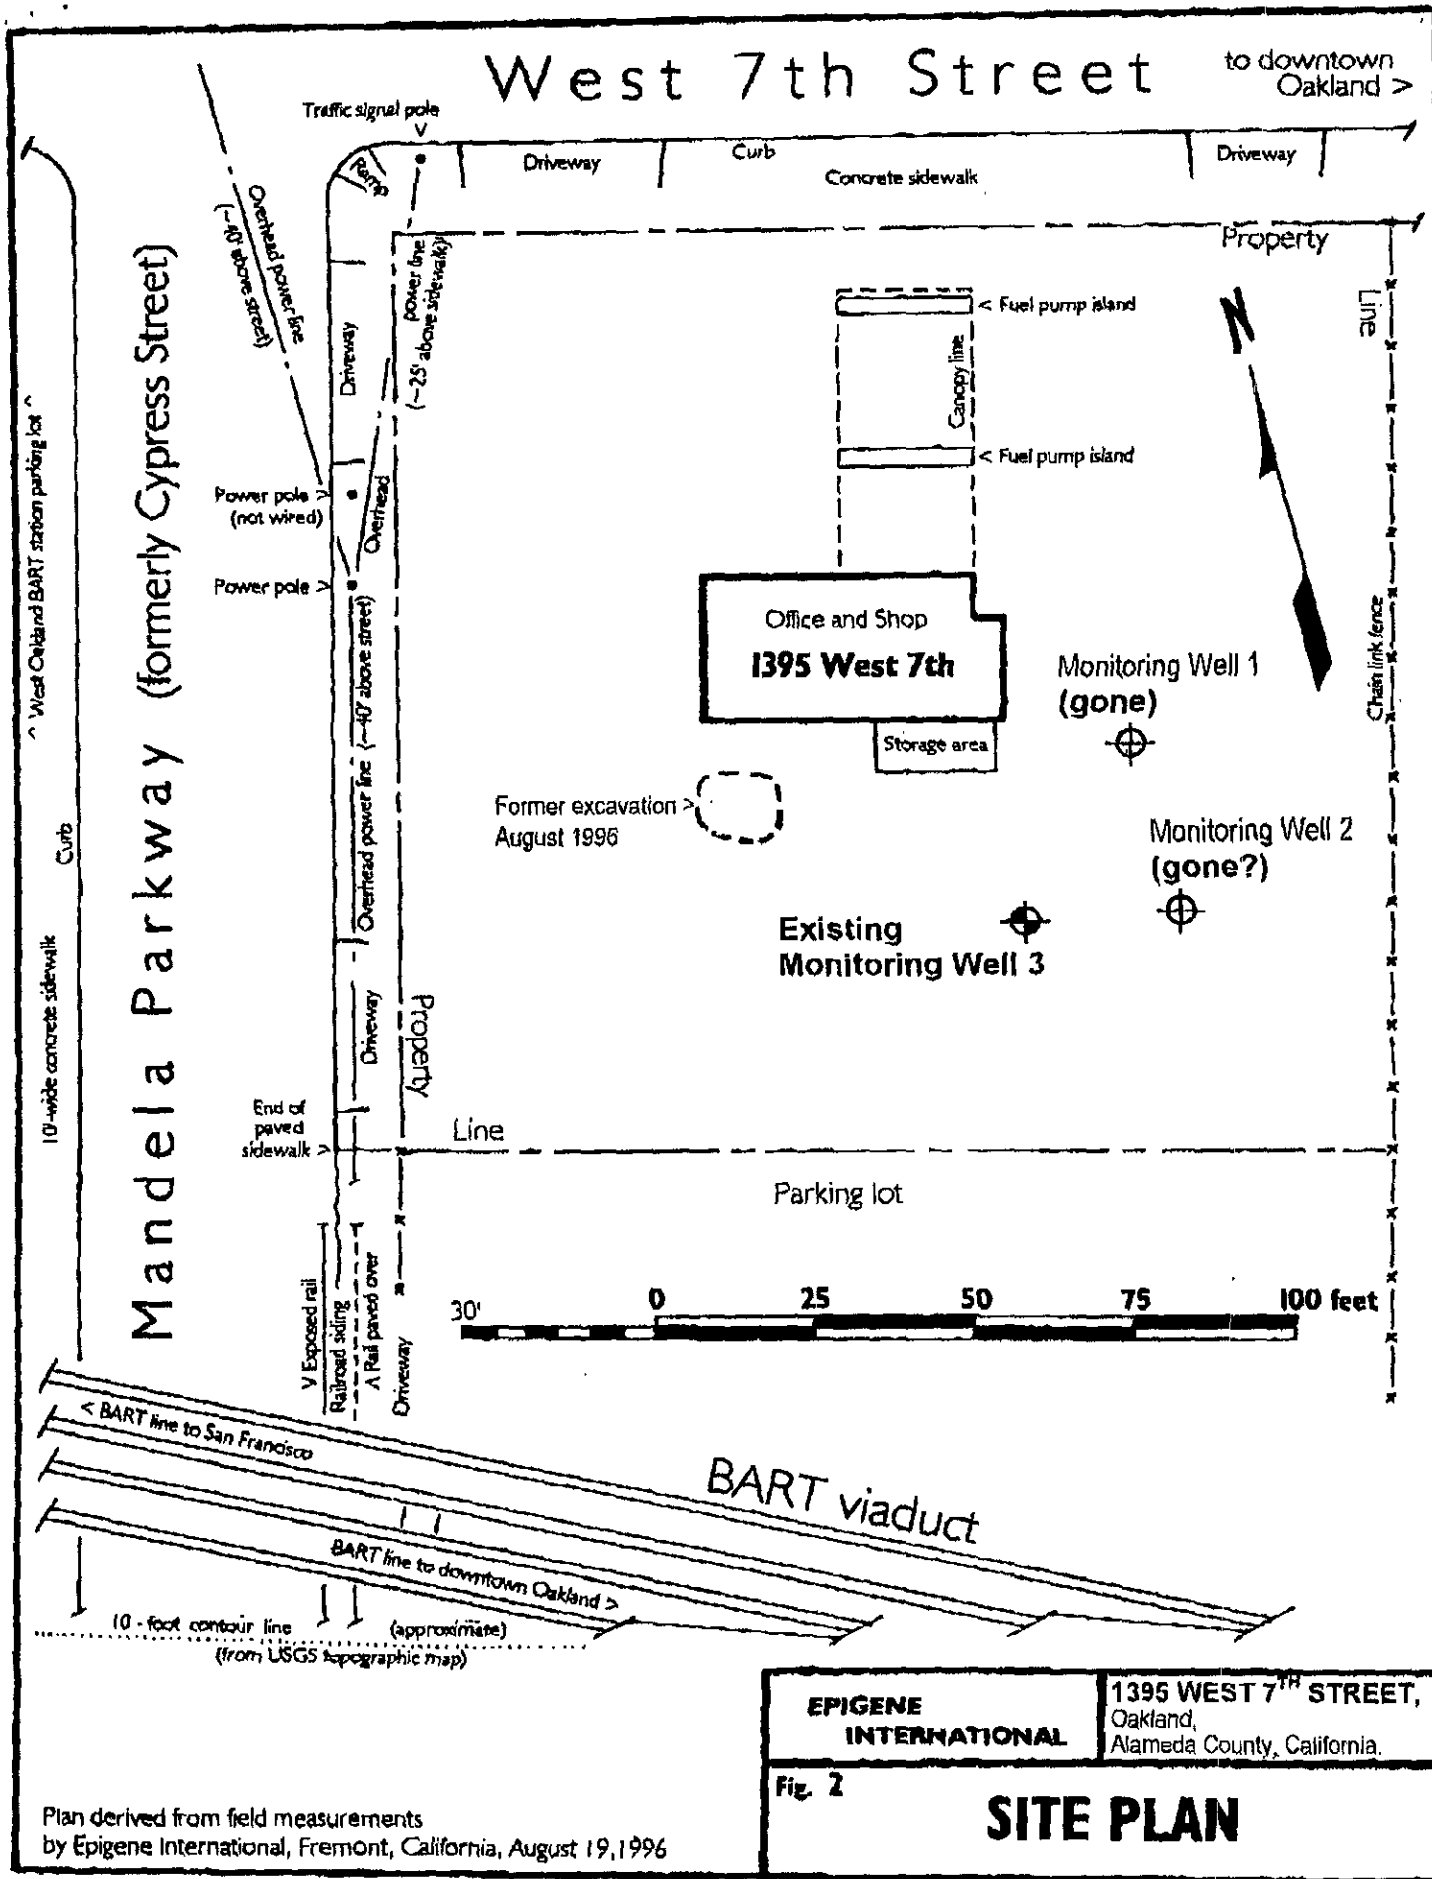 West 7th Street
to downtown
Oakland >
Traffic signal pole
V
Ramp
Driveway
Curb
Concrete sidewalk
Driveway
Overhead power line
(~40' above street)
power line
(~25' above sidewalk)
Overhead
Property
Line
< Fuel pump island
Canopy line
< Fuel pump island
N
Driveway
^ West Oakland BART station parking lot ^
Mandela Parkway (formerly Cypress Street)
Power pole >
(not wired)
Power pole >
Office and Shop
1395 West 7th
Storage area
Monitoring Well 1
(gone)
Chain link fence
Overhead power line (~40' above street)
Former excavation >
August 1996
Monitoring Well 2
(gone?)
Existing
Monitoring Well 3
Curb
10'-wide concrete sidewalk
Driveway
Property
End of
paved
sidewalk >
Line
Parking lot
V Exposed rail
Railroad siding
Λ Rail paved over
Driveway
30' 0 25 50 75 100 feet
< BART line to San Francisco
BART viaduct
BART line to downtown Oakland >
10 - foot contour line (approximate)
(from USGS topographic map)
EPIGENE
INTERNATIONAL
1395 WEST 7TH STREET,
Oakland,
Alameda County, California.
Fig. 2
SITE PLAN
Plan derived from field measurements
by Epigene International, Fremont, California, August 19,1996